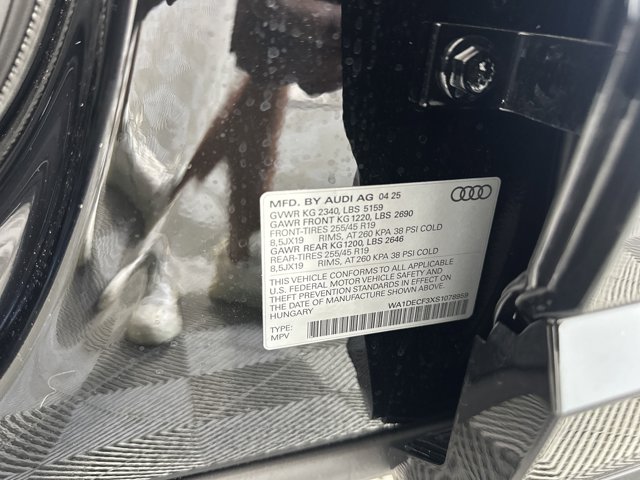 MFD. BY AUDI AG 04 25
GVWR KG 2340, LBS 5159
GAWR FRONT KG 1220, LBS 2690
FRONT-TIRES 255/45 R19
8,5JX19 RIMS, AT 260 KPA 38 PSI COLD
GAWR REAR KG1200, LBS 2646
REAR-TIRES 255/45 R19
8,5JX19 RIMS, AT 260 KPA 38 PSI COLD
THIS VEHICLE CONFORMS TO ALL APPLICABLE
U.S. FEDERAL MOTOR VEHICLE SAFETY AND
THEFT PREVENTION STANDARDS IN EFFECT ON
THE DATE OF MANUFACTURE SHOWN ABOVE.
HUNGARY
WA1DECF3XS1078959
TYPE:
MPV